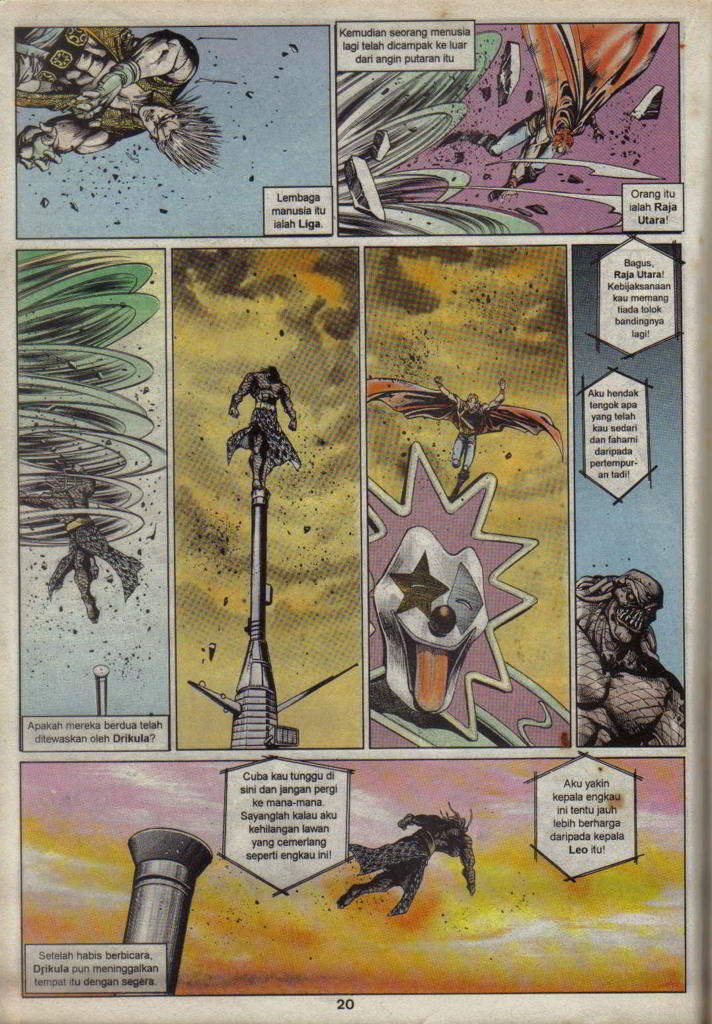 Lembaga
manusia itu
ialah Liga.
Kemudian seorang menusia
lagi telah dicampak ke luar
dari angin putaran itu
Orang itu
ialah Raja
Utara!
Apakah mereka berdua telah
ditewaskan oleh Drikula?
Bagus,
Raja Utara!
Kebijaksanaan
kau memang
tiada tolok
bandingnya
lagi!
Aku hendak
tengok apa
yang telah
kau sedari
dan fahami
daripada
pertempur-
an tadi!
Cuba kau tunggu di
sini dan jangan pergi
ke mana-mana.
Sayanglah kalau aku
kehilangan lawan
yang cemerlang
seperti engkau ini!
Aku yakin
kepala engkau
ini tentu jauh
lebih berharga
daripada kepala
Leo itu!
Setelah habis berbicara,
Drikula pun meninggalkan
tempat itu dengan segera.
20